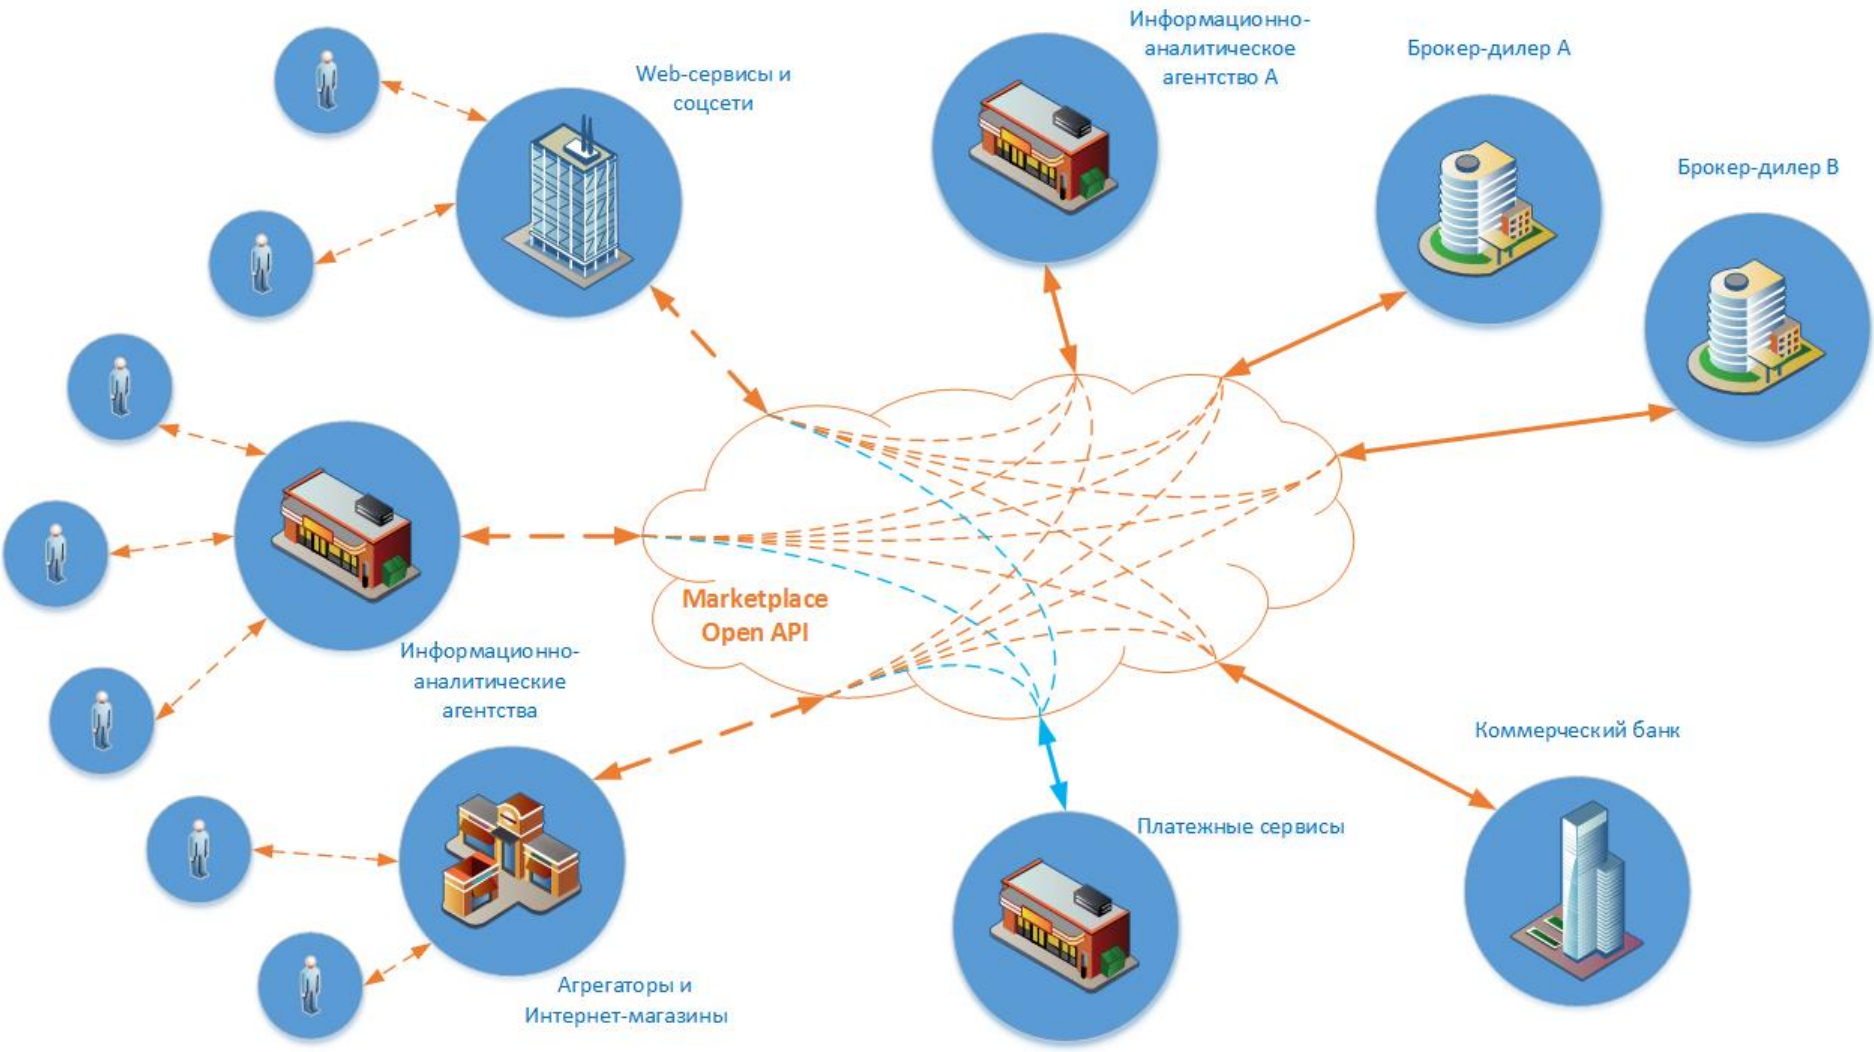 Информационно-
аналитическое
агентство А
Брокер-дилер А
Web-сервисы и
соцсети
Брокер-дилер В
Marketplace
Open API
Информационно-
аналитические
агентства
Коммерческий банк
Платежные сервисы
Агрегаторы и
Интернет-магазины